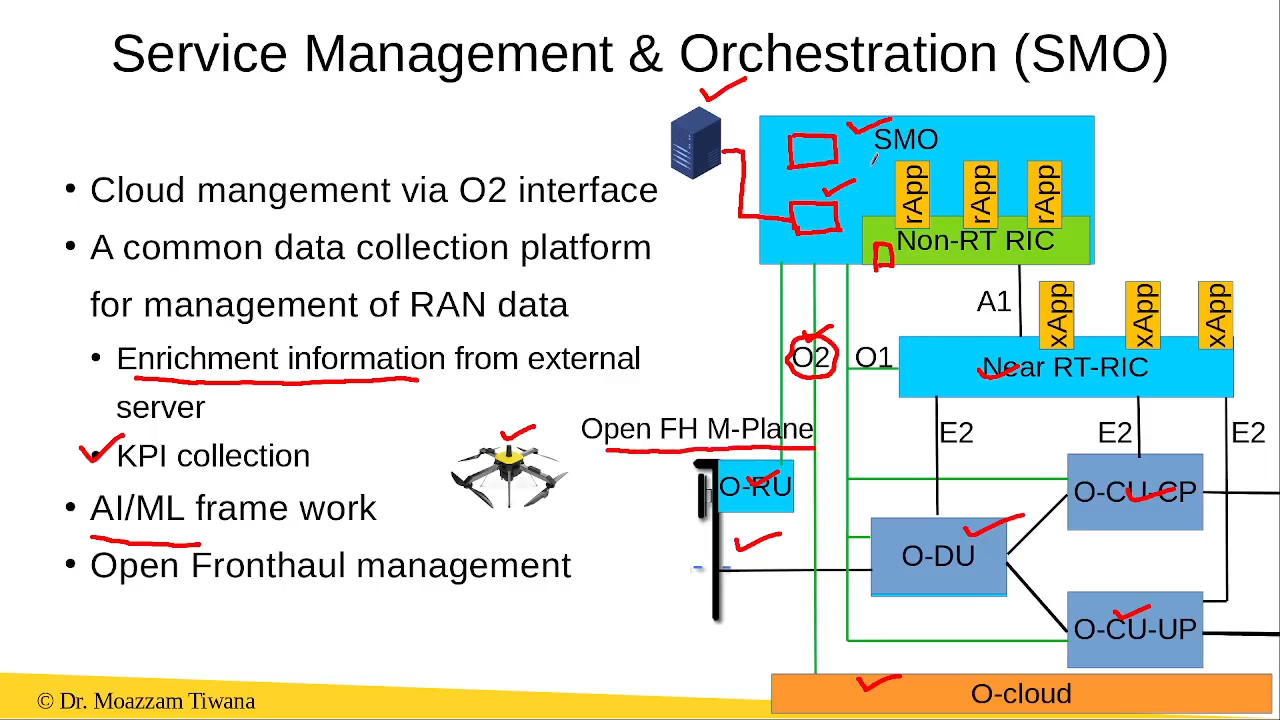 Service Management & Orchestration (SMO)
• Cloud mangement via O2 interface
• A common data collection platform
for management of RAN data
• Enrichment information from external
server
• KPI collection
• AI/ML frame work
• Open Fronthaul management
SMO
rApp
rApp
rApp
Non-RT RIC
A1
xApp
xApp
xApp
O2
O1
Near RT-RIC
Open FH M-Plane
E2
E2
E2
O-RU
O-CU-CP
O-DU
O-CU-UP
O-cloud
© Dr. Moazzam Tiwana